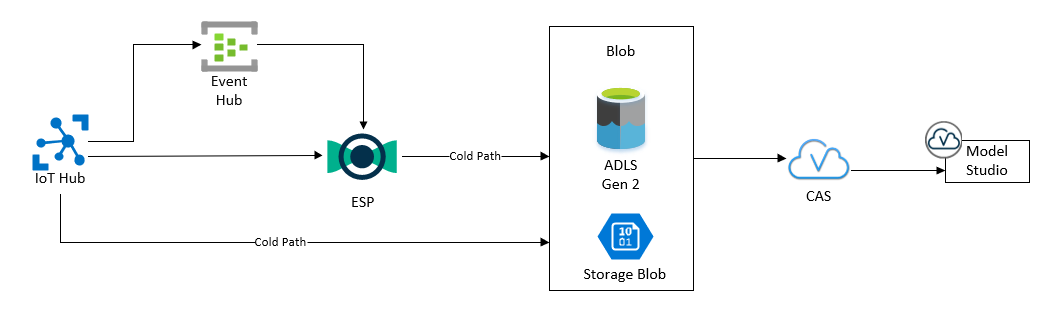 Event
Hub
IoT Hub
ESP
Cold Path
Cold Path
Blob
ADLS
Gen 2
10
01
Storage Blob
V
CAS
V
Model
Studio